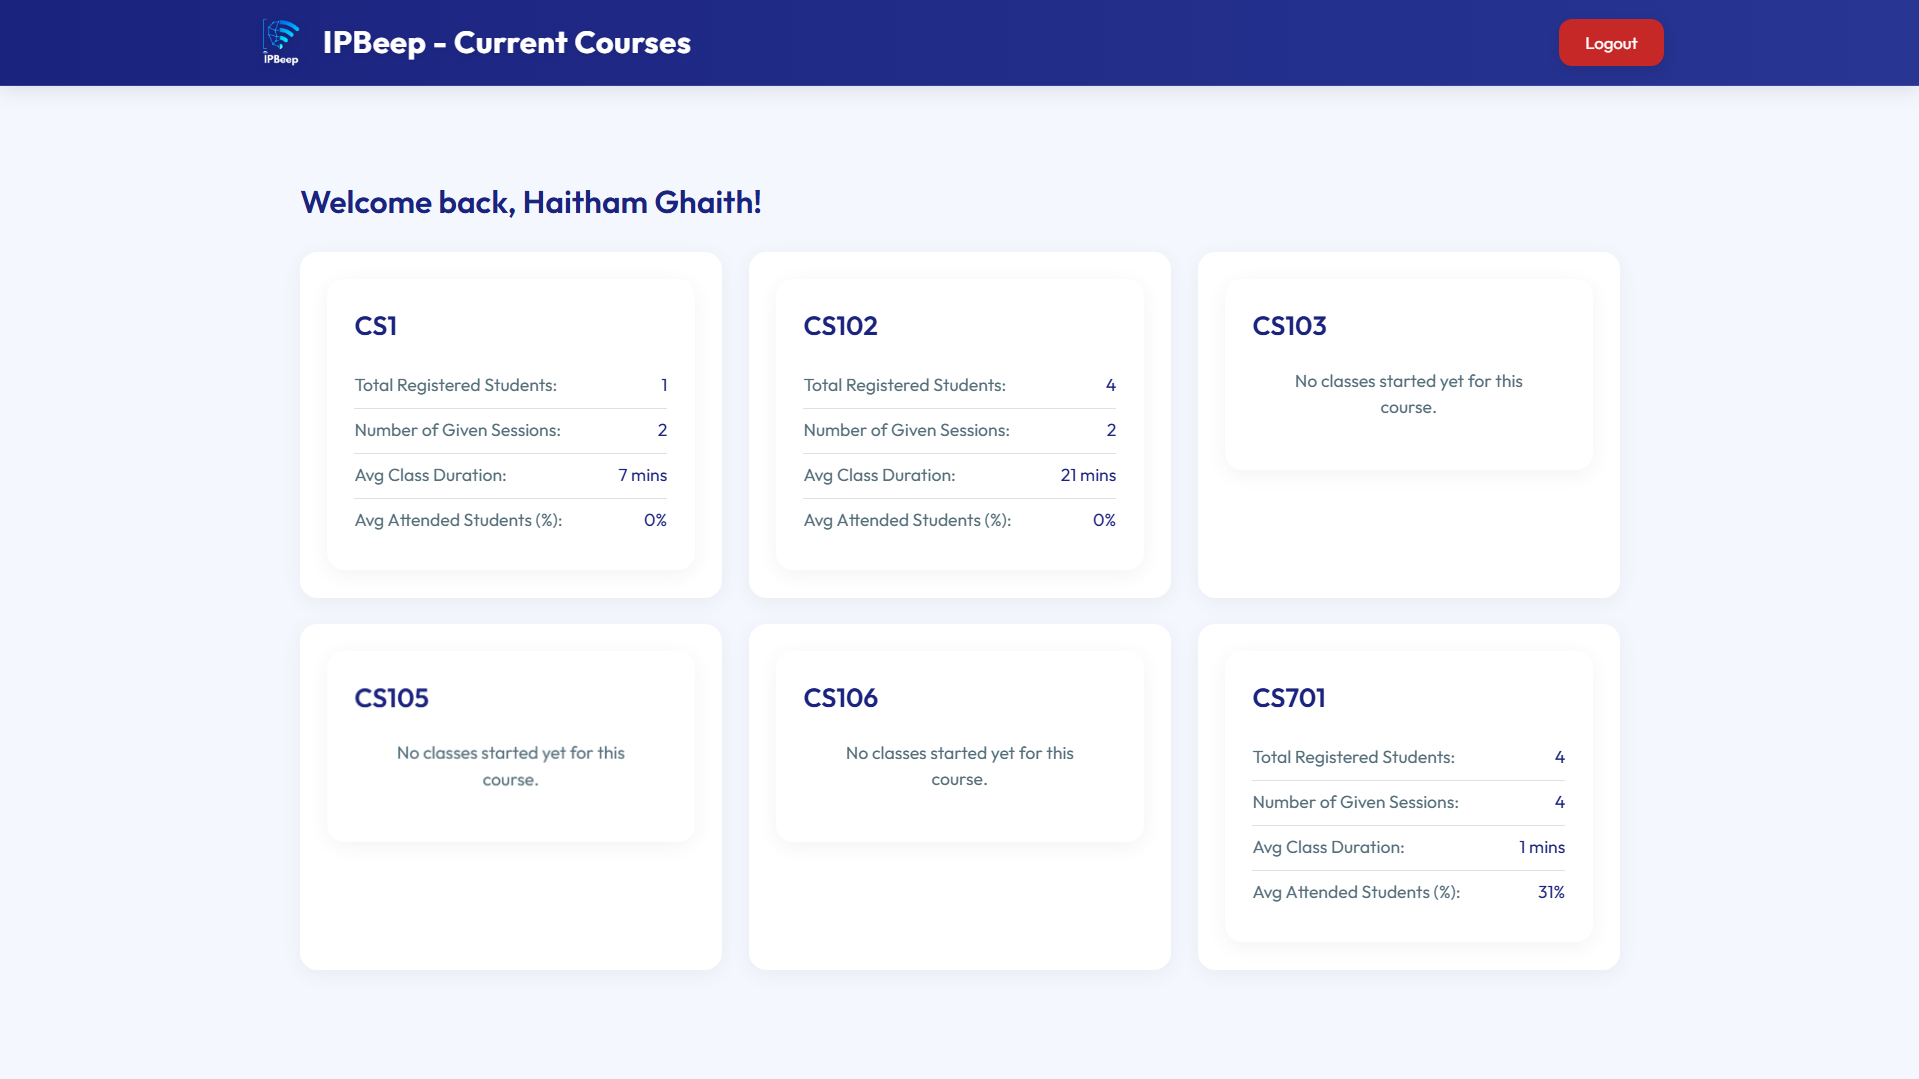 IPBeep
IPBeep - Current Courses
Logout
Welcome back, Haitham Ghaith!
CS1
Total Registered Students: 1
Number of Given Sessions: 2
Avg Class Duration: 7 mins
Avg Attended Students (%): 0%
CS102
Total Registered Students: 4
Number of Given Sessions: 2
Avg Class Duration: 21 mins
Avg Attended Students (%): 0%
CS103
No classes started yet for this
course.
CS105
No classes started yet for this
course.
CS106
No classes started yet for this
course.
CS701
Total Registered Students: 4
Number of Given Sessions: 4
Avg Class Duration: 1 mins
Avg Attended Students (%): 31%